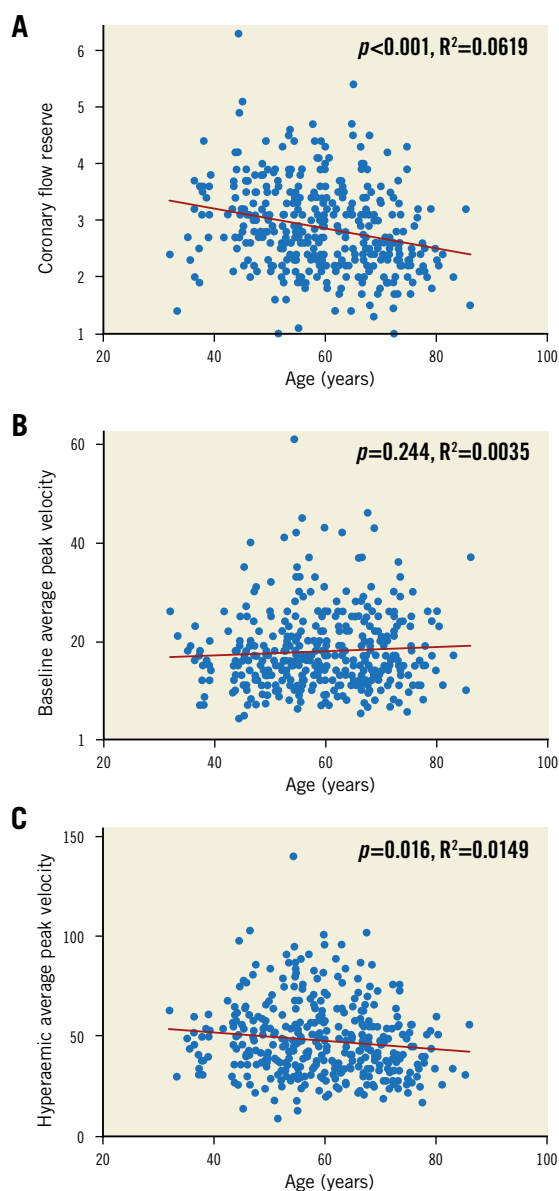 A
p<0.001, R²=0.0619
Coronary flow reserve
6
5
4
3
2
1
20 40 60 80 100
Age (years)
B
p=0.244, R²=0.0035
Baseline average peak velocity
60
40
20
1
20 40 60 80 100
Age (years)
C
p=0.016, R²=0.0149
Hyperaemic average peak velocity
150
100
50
0
20 40 60 80 100
Age (years)